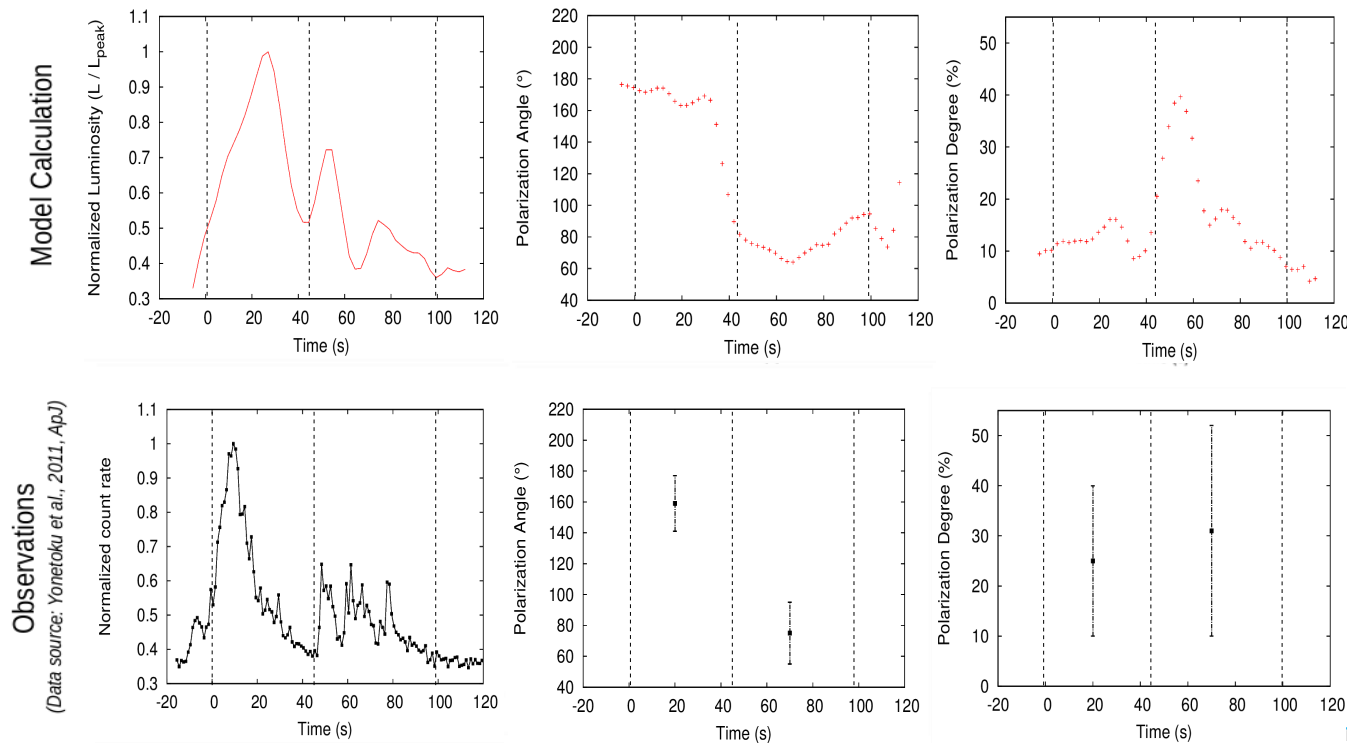 Model Calculation
Normalized Luminosity (L / L_peak)
1.1
1
0.9
0.8
0.7
0.6
0.5
0.4
0.3
-20 0 20 40 60 80 100 120
Time (s)
Polarization Angle (°)
220
200
180
160
140
120
100
80
60
40
-20 0 20 40 60 80 100 120
Time (s)
Polarization Degree (%)
50
40
30
20
10
0
-20 0 20 40 60 80 100 120
Time (s)
Observations
(Data source: Yonetoku et al., 2011, ApJ)
Normalized count rate
1.1
1
0.9
0.8
0.7
0.6
0.5
0.4
0.3
-20 0 20 40 60 80 100 120
Time (s)
Polarization Angle (°)
220
200
180
160
140
120
100
80
60
40
-20 0 20 40 60 80 100 120
Time (s)
Polarization Degree (%)
50
40
30
20
10
0
-20 0 20 40 60 80 100 120
Time (s)